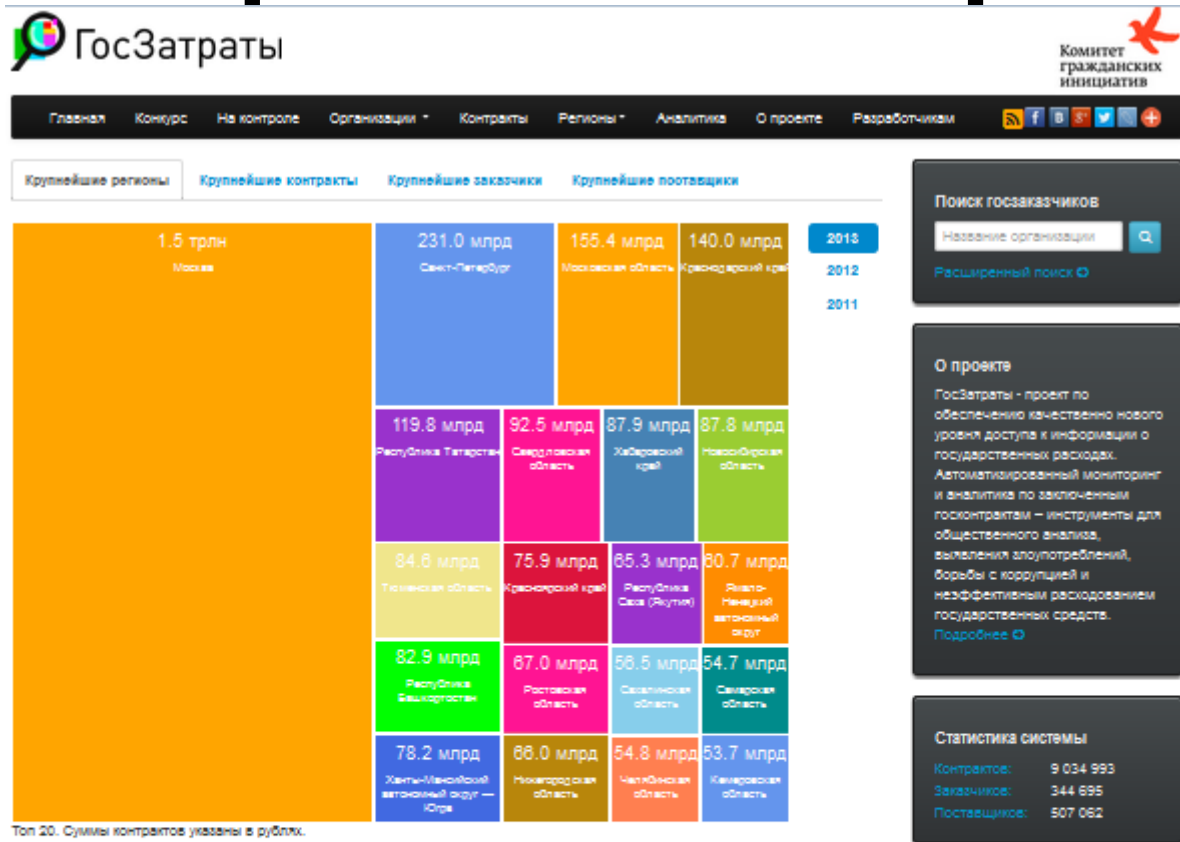 ГосЗатраты
Комитет
гражданских
инициатив
Главная Конкурс На контроле Организации Контракты Регионы Аналитика О проекте Разработчикам
Крупнейшие регионы Крупнейшие контракты Крупнейшие заказчики Крупнейшие поставщики
1.5 трлн
Москва
231.0 млрд
Санкт-Петербург
155.4 млрд
Московская область
140.0 млрд
Краснодарский край
119.8 млрд
Республика Татарстан
92.5 млрд
Свердловская
область
87.9 млрд
Хабаровский
край
87.8 млрд
Новосибирская
область
84.6 млрд
Тюменская область
75.9 млрд
Красноярский край
65.3 млрд
Республика
Саха (Якутия)
60.7 млрд
Ямало-
Ненецкий
автономный
округ
82.9 млрд
Республика
Башкортостан
67.0 млрд
Ростовская
область
56.5 млрд
Сахалинская
область
54.7 млрд
Самарская
область
78.2 млрд
Ханты-Мансийский
автономный округ —
Югра
66.0 млрд
Нижегородская
область
54.8 млрд
Челябинская
область
53.7 млрд
Кемеровская
область
Топ 20. Суммы контрактов указаны в рублях.
2013
2012
2011
Поиск госзаказчиков
Название организации
Расширенный поиск
О проекте
ГосЗатраты - проект по
обеспечению качественно нового
уровня доступа к информации о
государственных расходах.
Автоматизированный мониторинг
и аналитика по заключенным
госконтрактам – инструменты для
общественного анализа,
выявления злоупотреблений,
борьбы с коррупцией и
неэффективным расходованием
государственных средств.
Подробнее
Статистика системы
Контрактов: 9 034 993
Заказчиков: 344 695
Поставщиков: 507 062